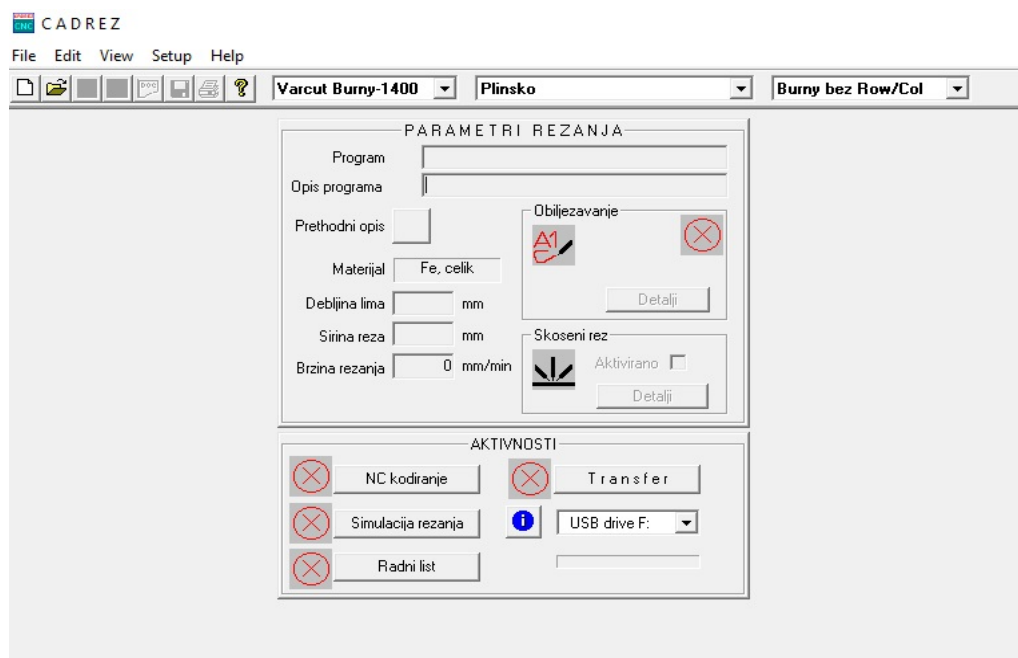 CADREZ
File Edit View Setup Help
Varcut Burny-1400 Plinsko Burny bez Row/Col
PARAMETRI REZANJA
Program
Opis programa
Prethodni opis
Obiljezavanje
A1
Materijal Fe, celik
Detalji
Debljina lima mm
Sirina reza mm
Skoseni rez
Brzina rezanja 0 mm/min
Aktivirano
Detalji
AKTIVNOSTI
NC kodiranje Transfer
Simulacija rezanja USB drive F:
Radni list